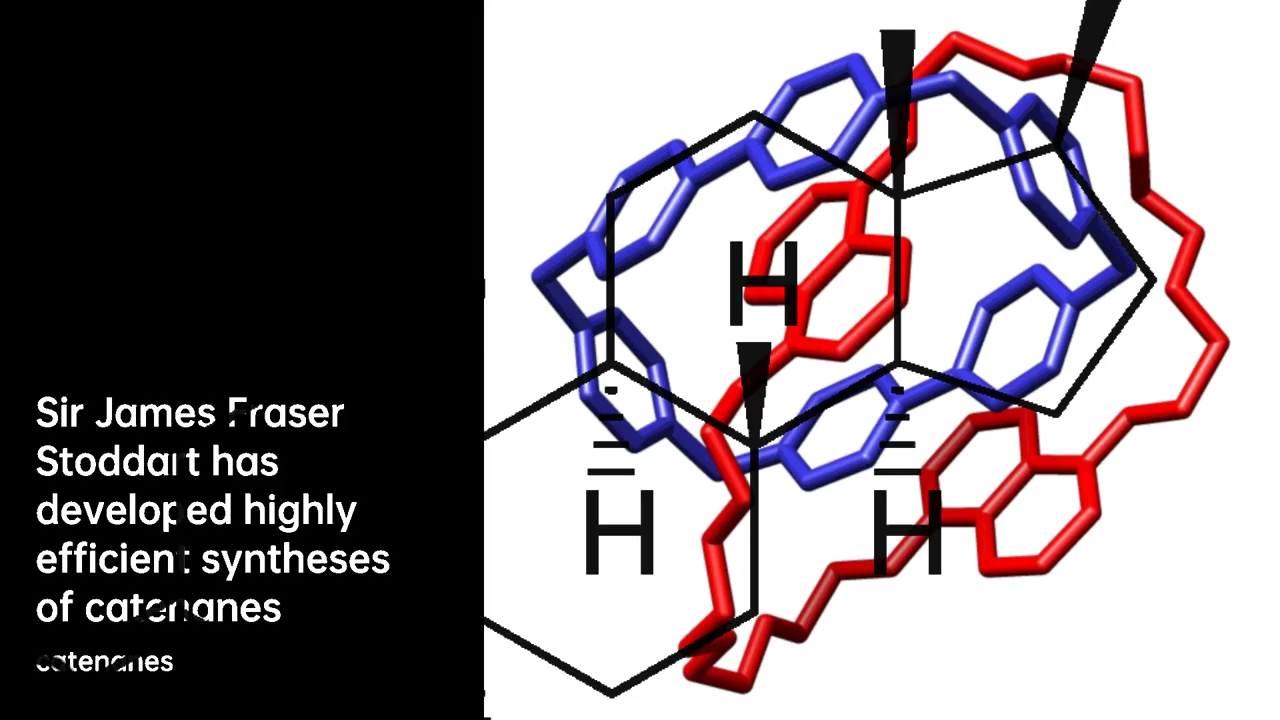 Sir James Fraser
Stoddart has
developed highly
efficient syntheses
of catenanes
catenanes
H
H
H